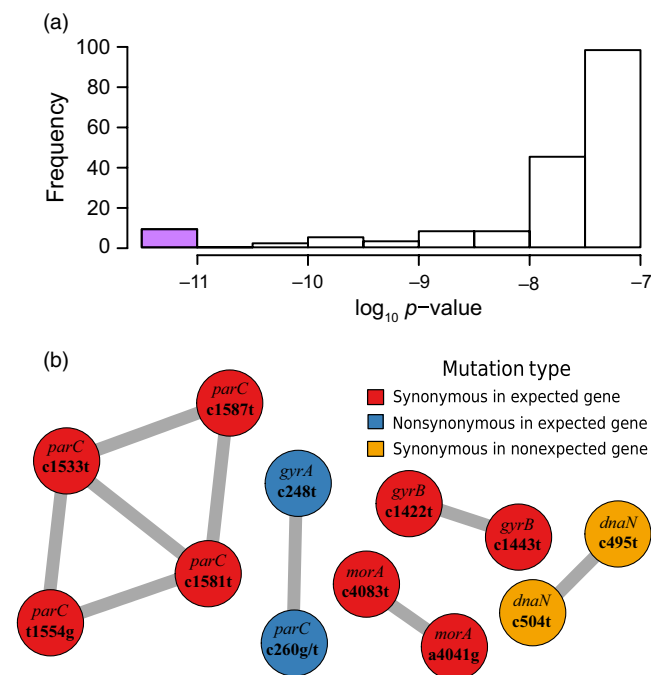 (a)
100
80
60
40
20
0
Frequency
−11
−10
−9
−8
−7
log10 p−value
(b)
Mutation type
Synonymous in expected gene
Nonsynonymous in expected gene
Synonymous in nonexpected gene
parC
c1587t
parC
c1533t
parC
c1581t
parC
t1554g
gyrA
c248t
parC
c260g/t
gyrB
c1422t
gyrB
c1443t
morA
c4083t
morA
a4041g
dnaN
c495t
dnaN
c504t